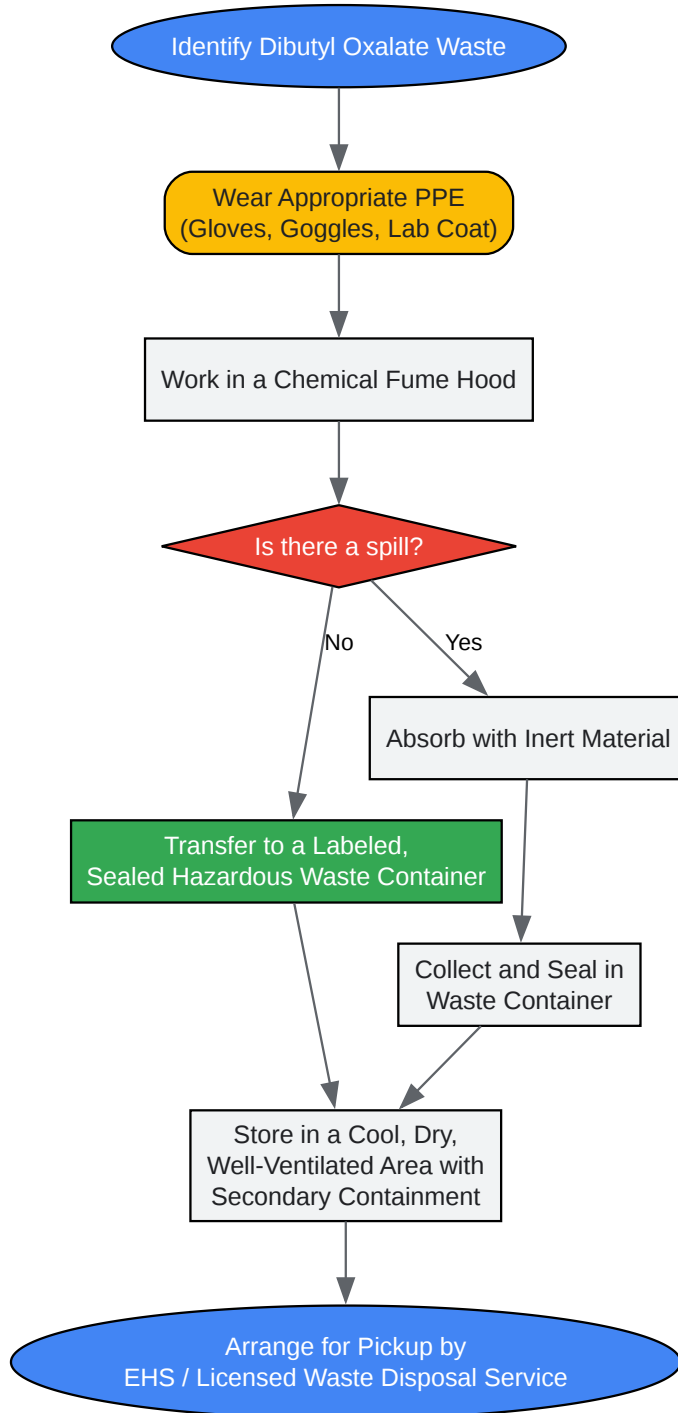 Identify Dibutyl Oxalate Waste
Wear Appropriate PPE
(Gloves, Goggles, Lab Coat)
Work in a Chemical Fume Hood
Is there a spill?
No
Yes
Absorb with Inert Material
Transfer to a Labeled,
Sealed Hazardous Waste Container
Collect and Seal in
Waste Container
Store in a Cool, Dry,
Well-Ventilated Area with
Secondary Containment
Arrange for Pickup by
EHS / Licensed Waste Disposal Service